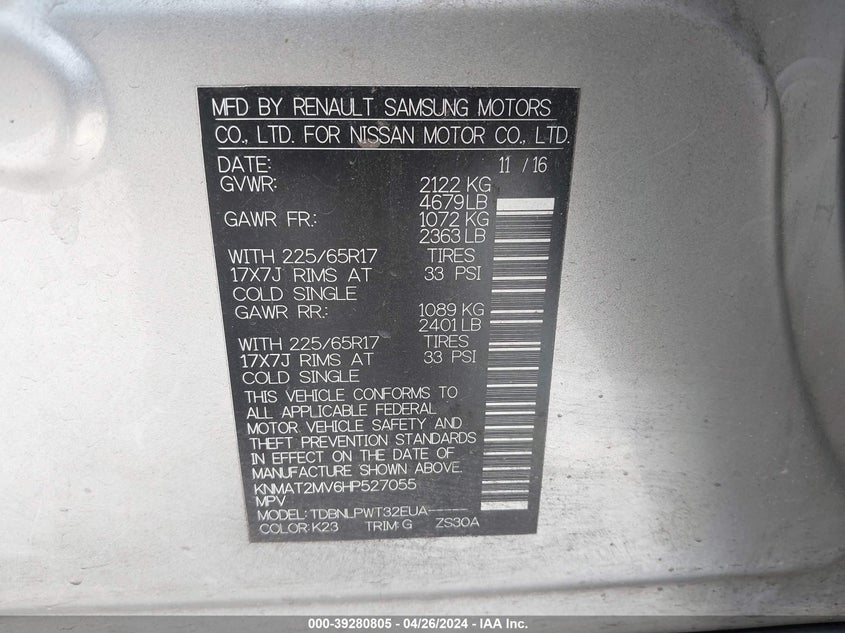 MFD BY RENAULT SAMSUNG MOTORS
CO., LTD. FOR NISSAN MOTOR CO., LTD.
DATE: 11 / 16
GVWR: 2122 KG
4679 LB
GAWR FR.: 1072 KG
2363 LB
WITH 225/65R17 TIRES
17X7J RIMS AT 33 PSI
COLD SINGLE
GAWR RR.: 1089 KG
2401 LB
WITH 225/65R17 TIRES
17X7J RIMS AT 33 PSI
COLD SINGLE
THIS VEHICLE CONFORMS TO
ALL APPLICABLE FEDERAL
MOTOR VEHICLE SAFETY AND
THEFT PREVENTION STANDARDS
IN EFFECT ON THE DATE OF
MANUFACTURE SHOWN ABOVE.
KNMAT2MV6HP527055
MPV
MODEL: TDBNLPWT32EUA-----
COLOR: K23 TRIM: G ZS30A
000-39280805 - 04/26/2024 - IAA Inc.